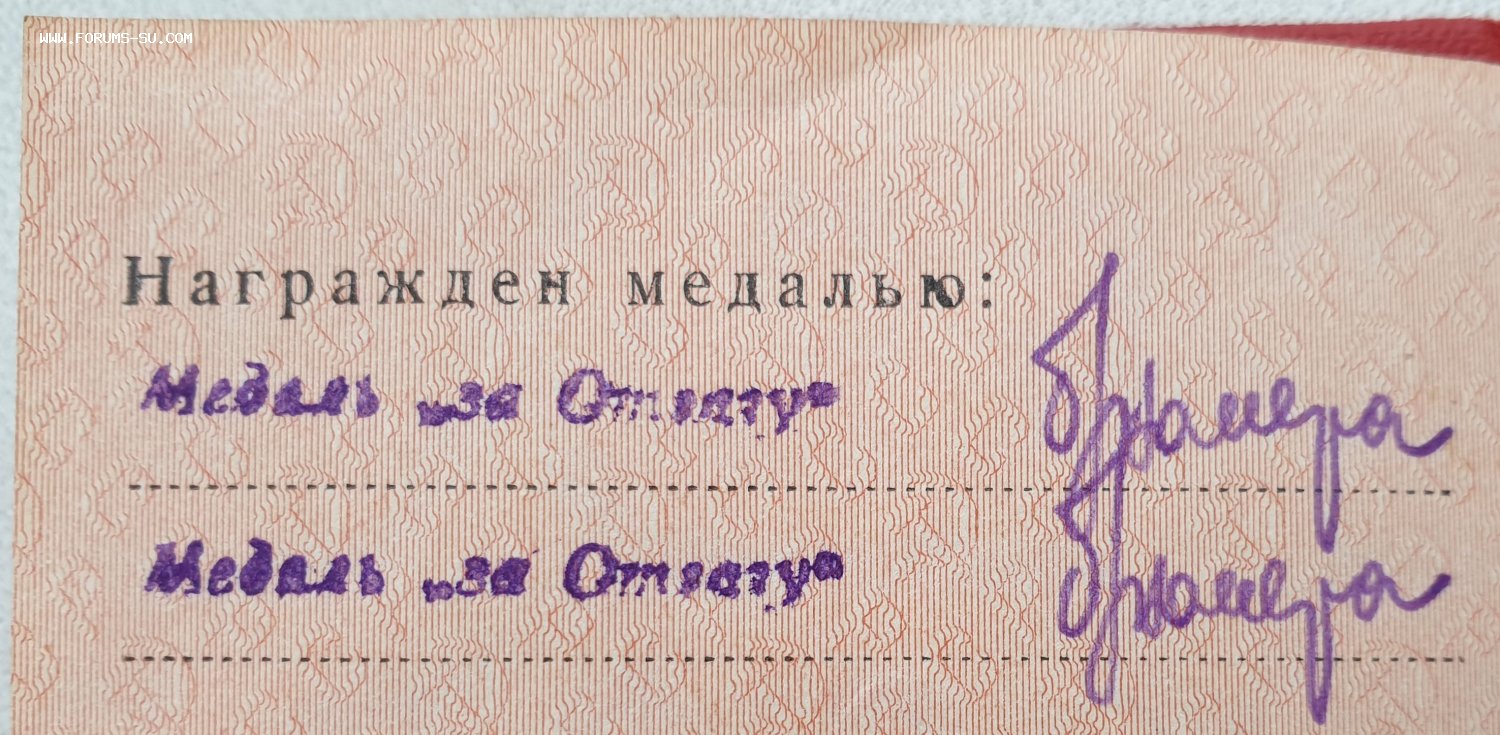 WWW.FORUMS-SU.COM
Награжден медалью:
Медаль „за Отвагу“
Медаль „за Отвагу“